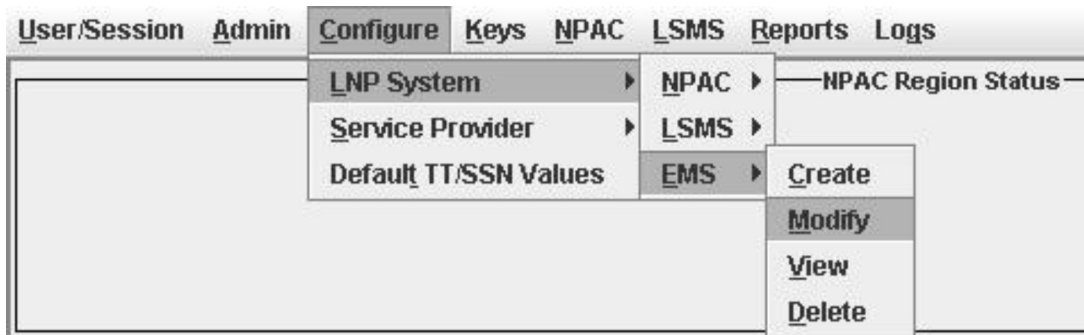 User/Session Admin Configure Keys NPAC LSMS Reports Logs
LNP System NPAC NPAC Region Status
Service Provider LSMS
Default TT/SSN Values EMS Create
Modify
View
Delete